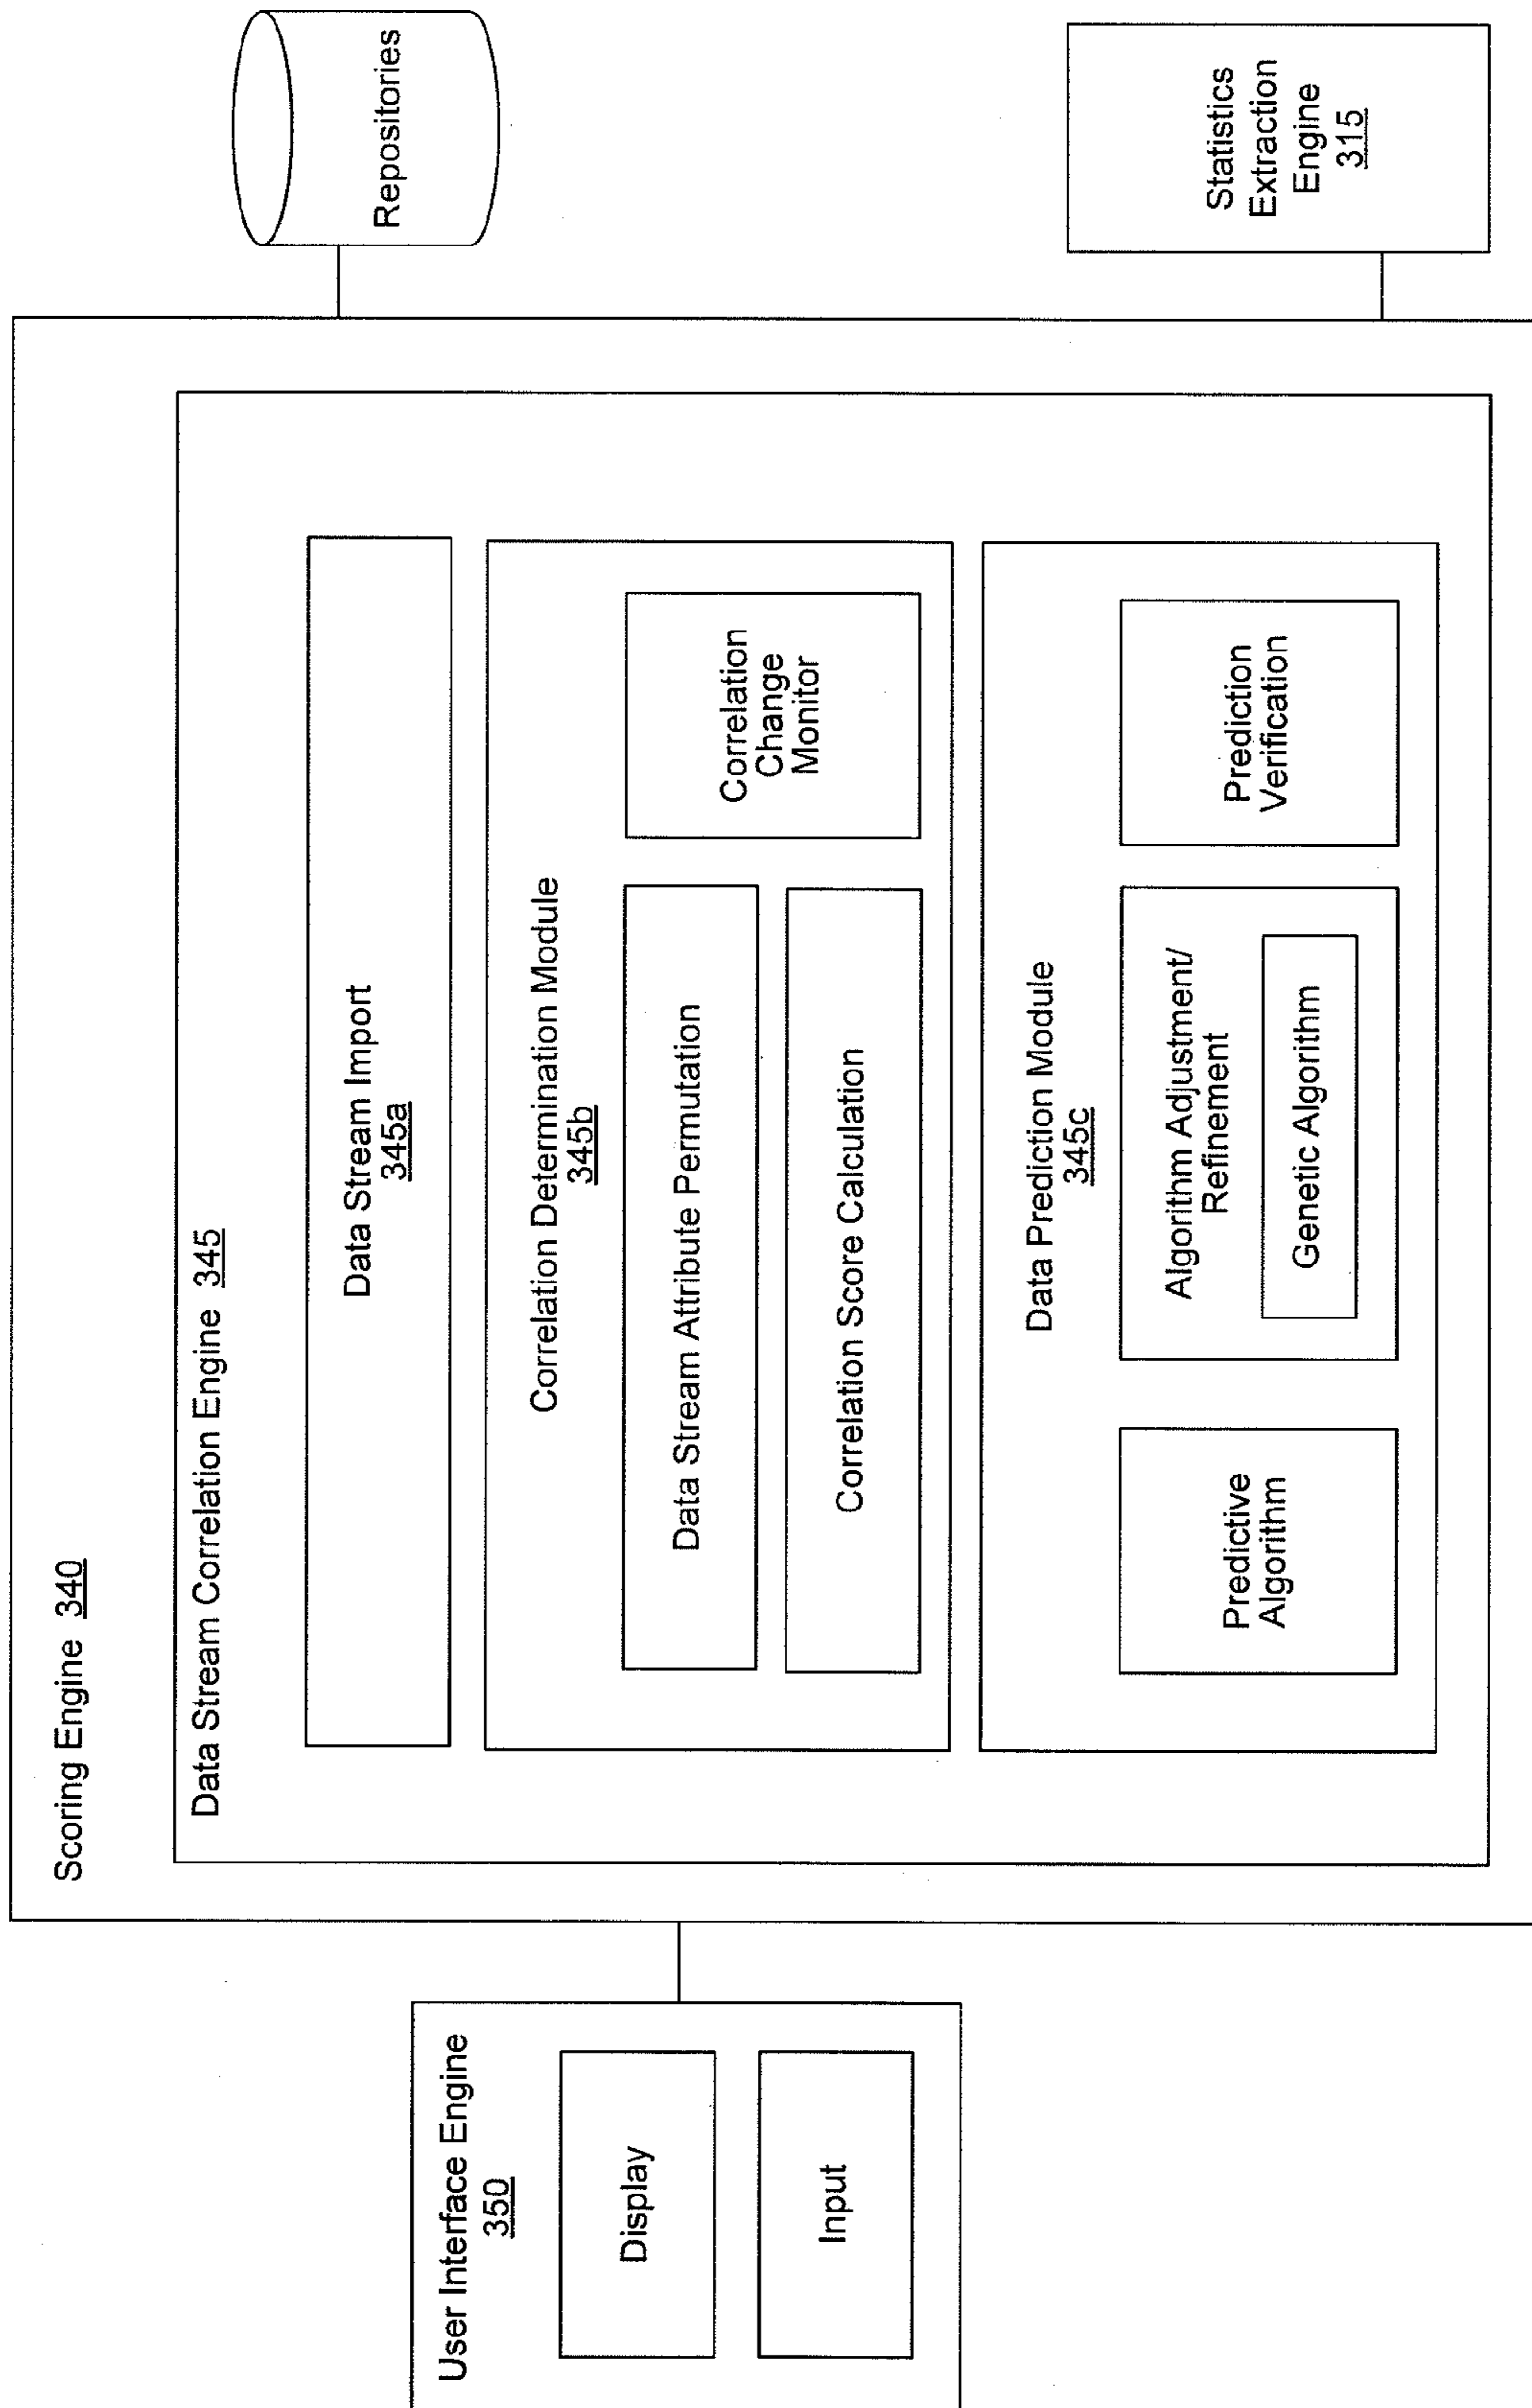 User Interface Engine
350
Display
Input
Scoring Engine 340
Data Stream Correlation Engine 345
Data Stream Import
345a
Correlation Determination Module
345b
Data Stream Attribute Permutation
Correlation Score Calculation
Correlation
Change
Monitor
Data Prediction Module
345c
Predictive
Algorithm
Algorithm Adjustment/
Refinement
Genetic Algorithm
Prediction
Verification
Repositories
Statistics
Extraction
Engine
315